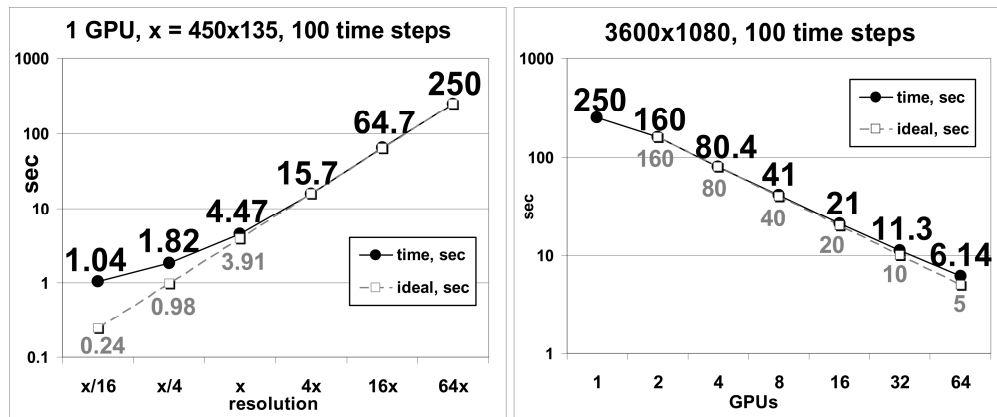 1 GPU, x = 450x135, 100 time steps
1000
100
10
1
0.1
sec
1.04
1.82
4.47
15.7
64.7
250
0.24
0.98
3.91
time, sec
ideal, sec
x/16
x/4
x
4x
16x
64x
resolution
3600x1080, 100 time steps
1000
100
10
1
sec
250
160
80.4
41
21
11.3
6.14
160
80
40
20
10
5
time, sec
ideal, sec
1
2
4
8
16
32
64
GPUs